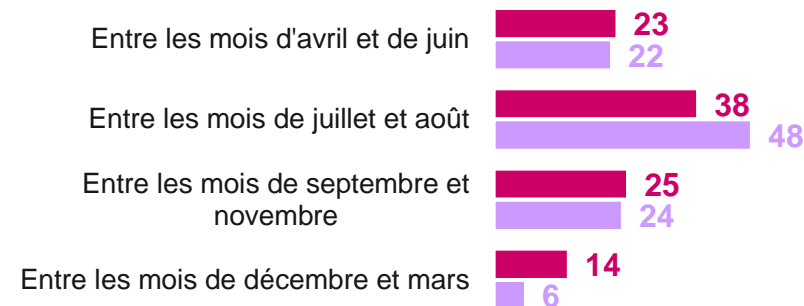 Entre les mois d'avril et de juin
23
22
Entre les mois de juillet et août
38
48
Entre les mois de septembre et
novembre
25
24
Entre les mois de décembre et mars
14
6